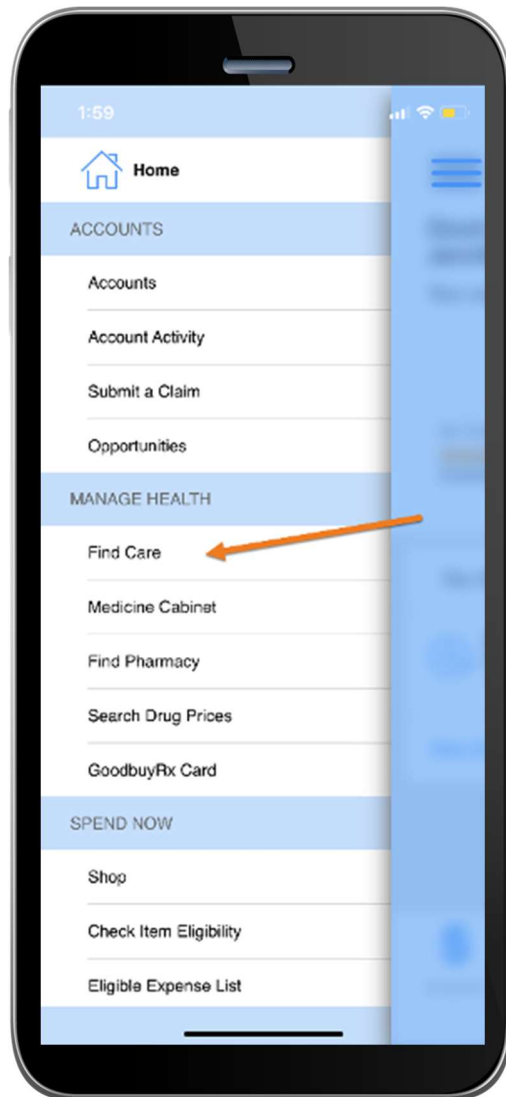 1:59
Home
ACCOUNTS
Accounts
Account Activity
Submit a Claim
Opportunities
MANAGE HEALTH
Find Care
Medicine Cabinet
Find Pharmacy
Search Drug Prices
GoodbuyRx Card
SPEND NOW
Shop
Check Item Eligibility
Eligible Expense List